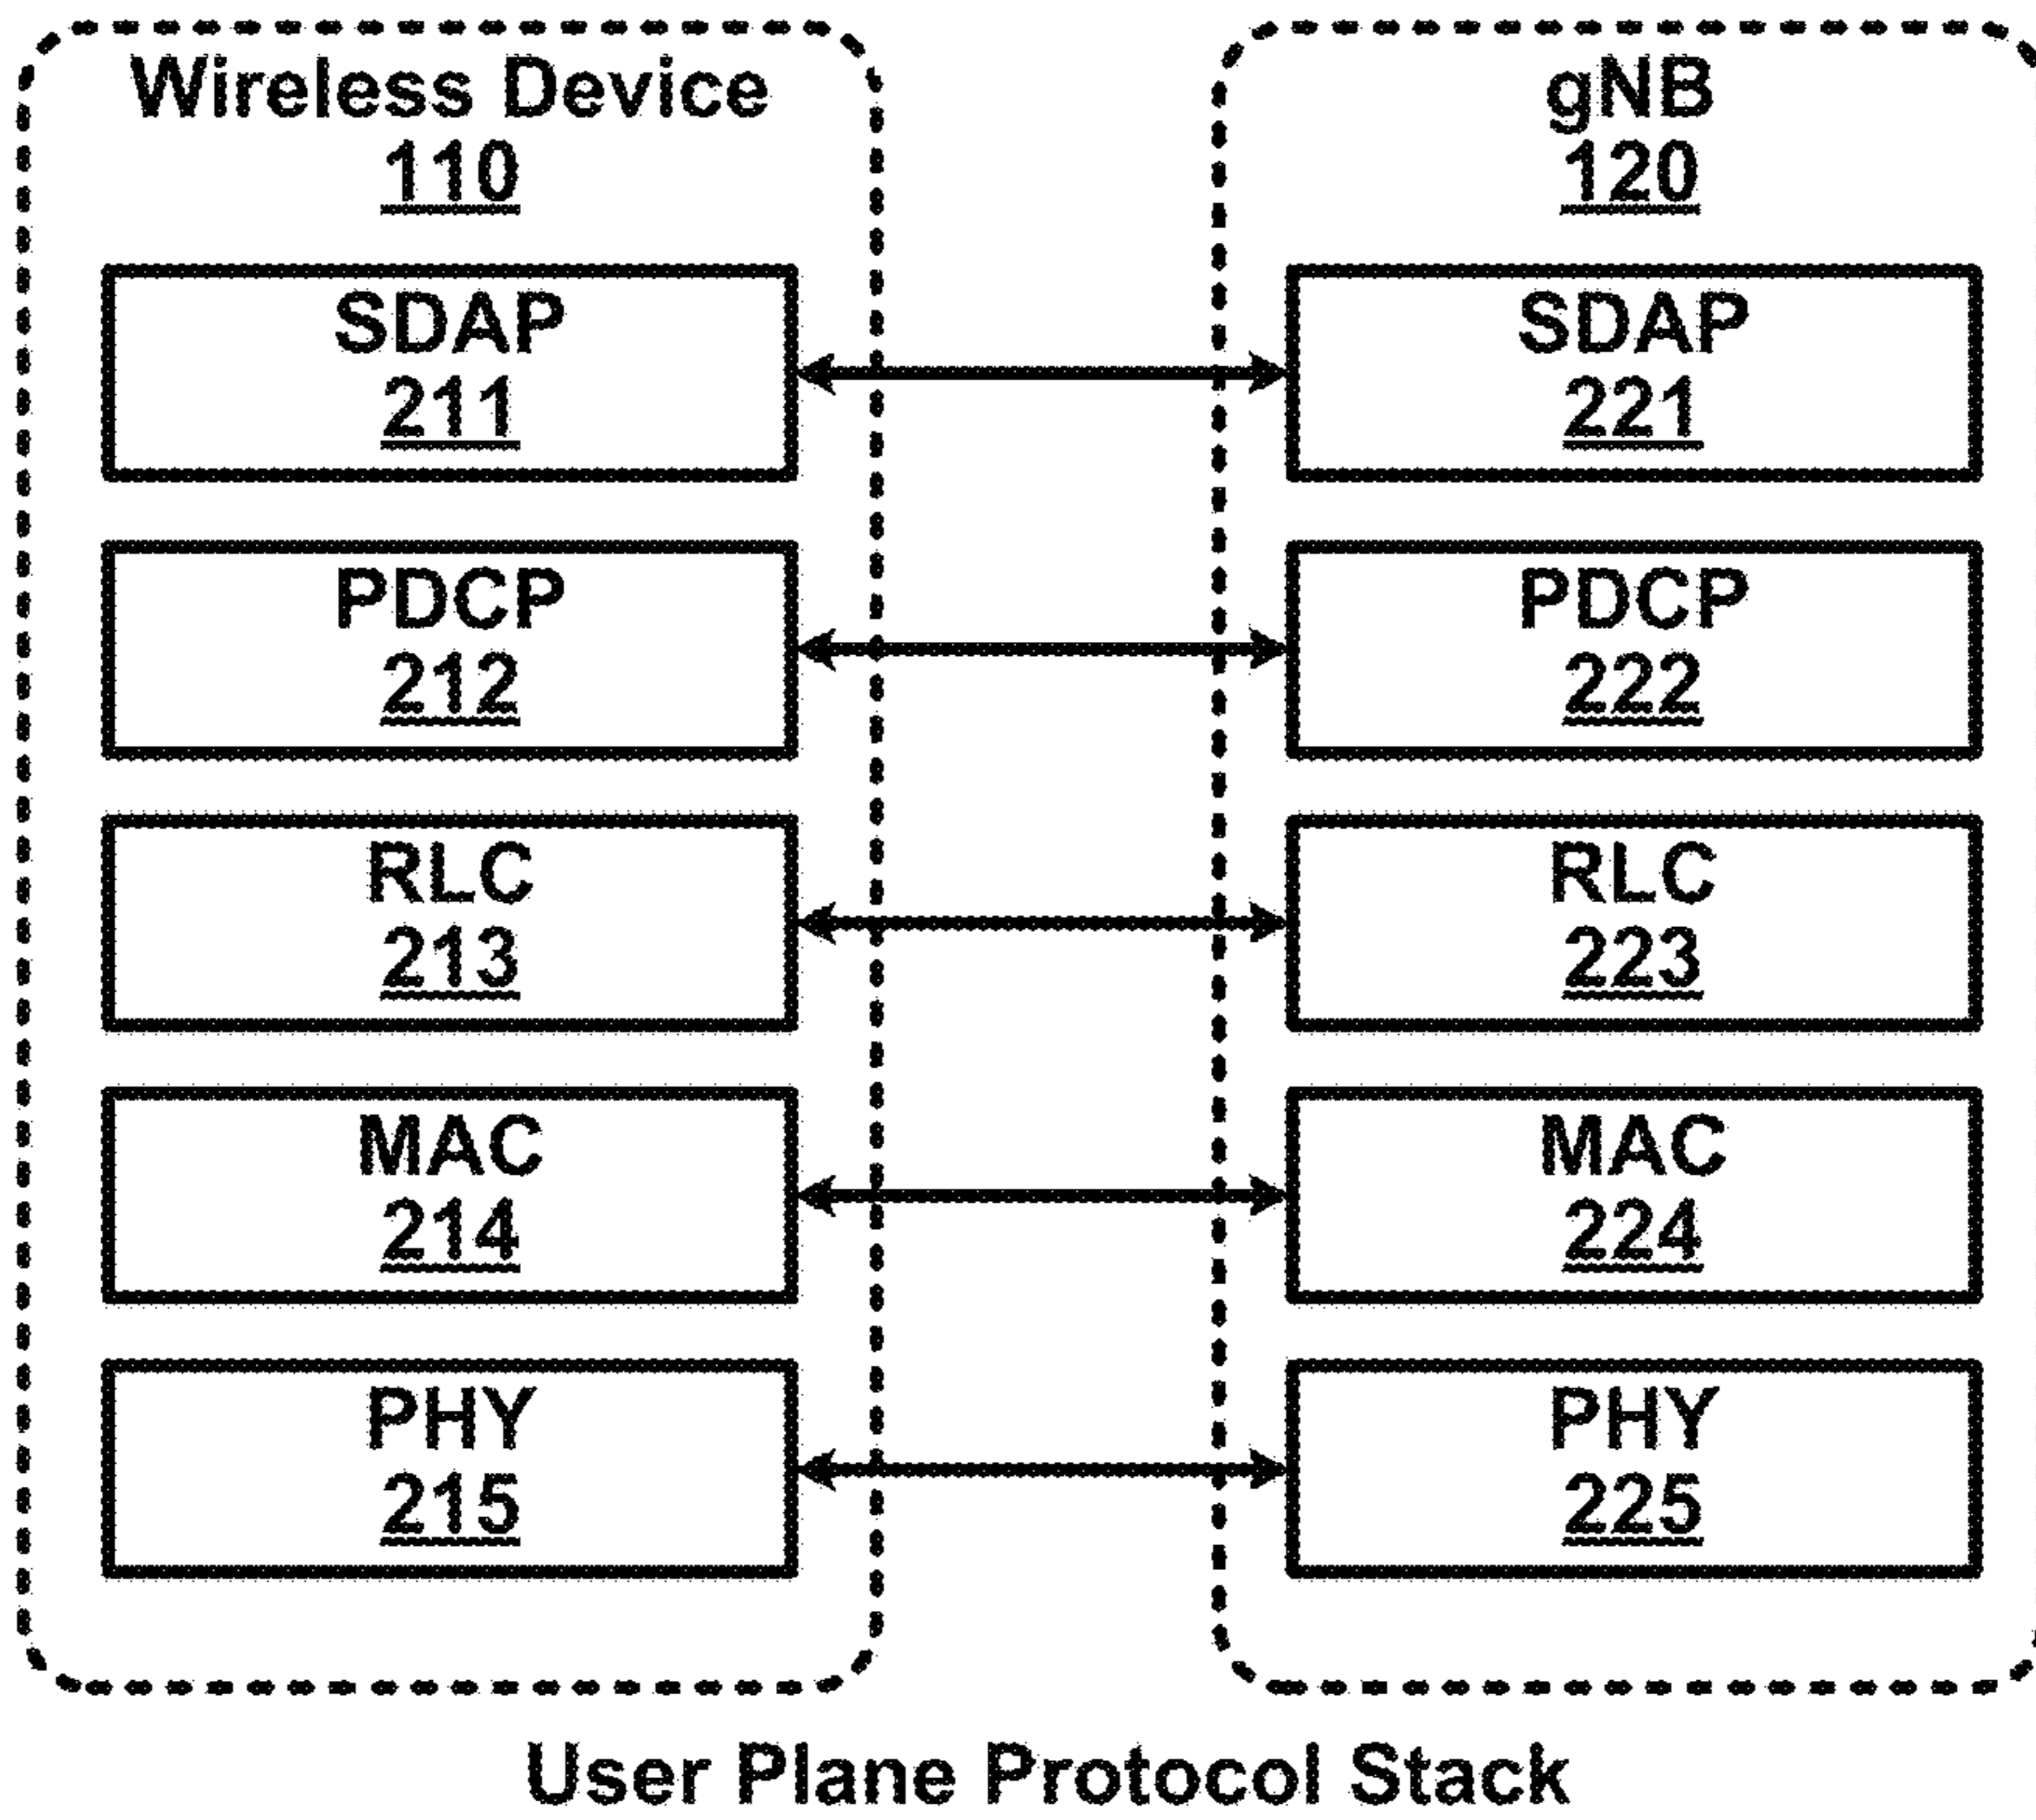 Wireless Device
110
SDAP
211
PDCP
212
RLC
213
MAC
214
PHY
215
gNB
120
SDAP
221
PDCP
222
RLC
223
MAC
224
PHY
225
User Plane Protocol Stack